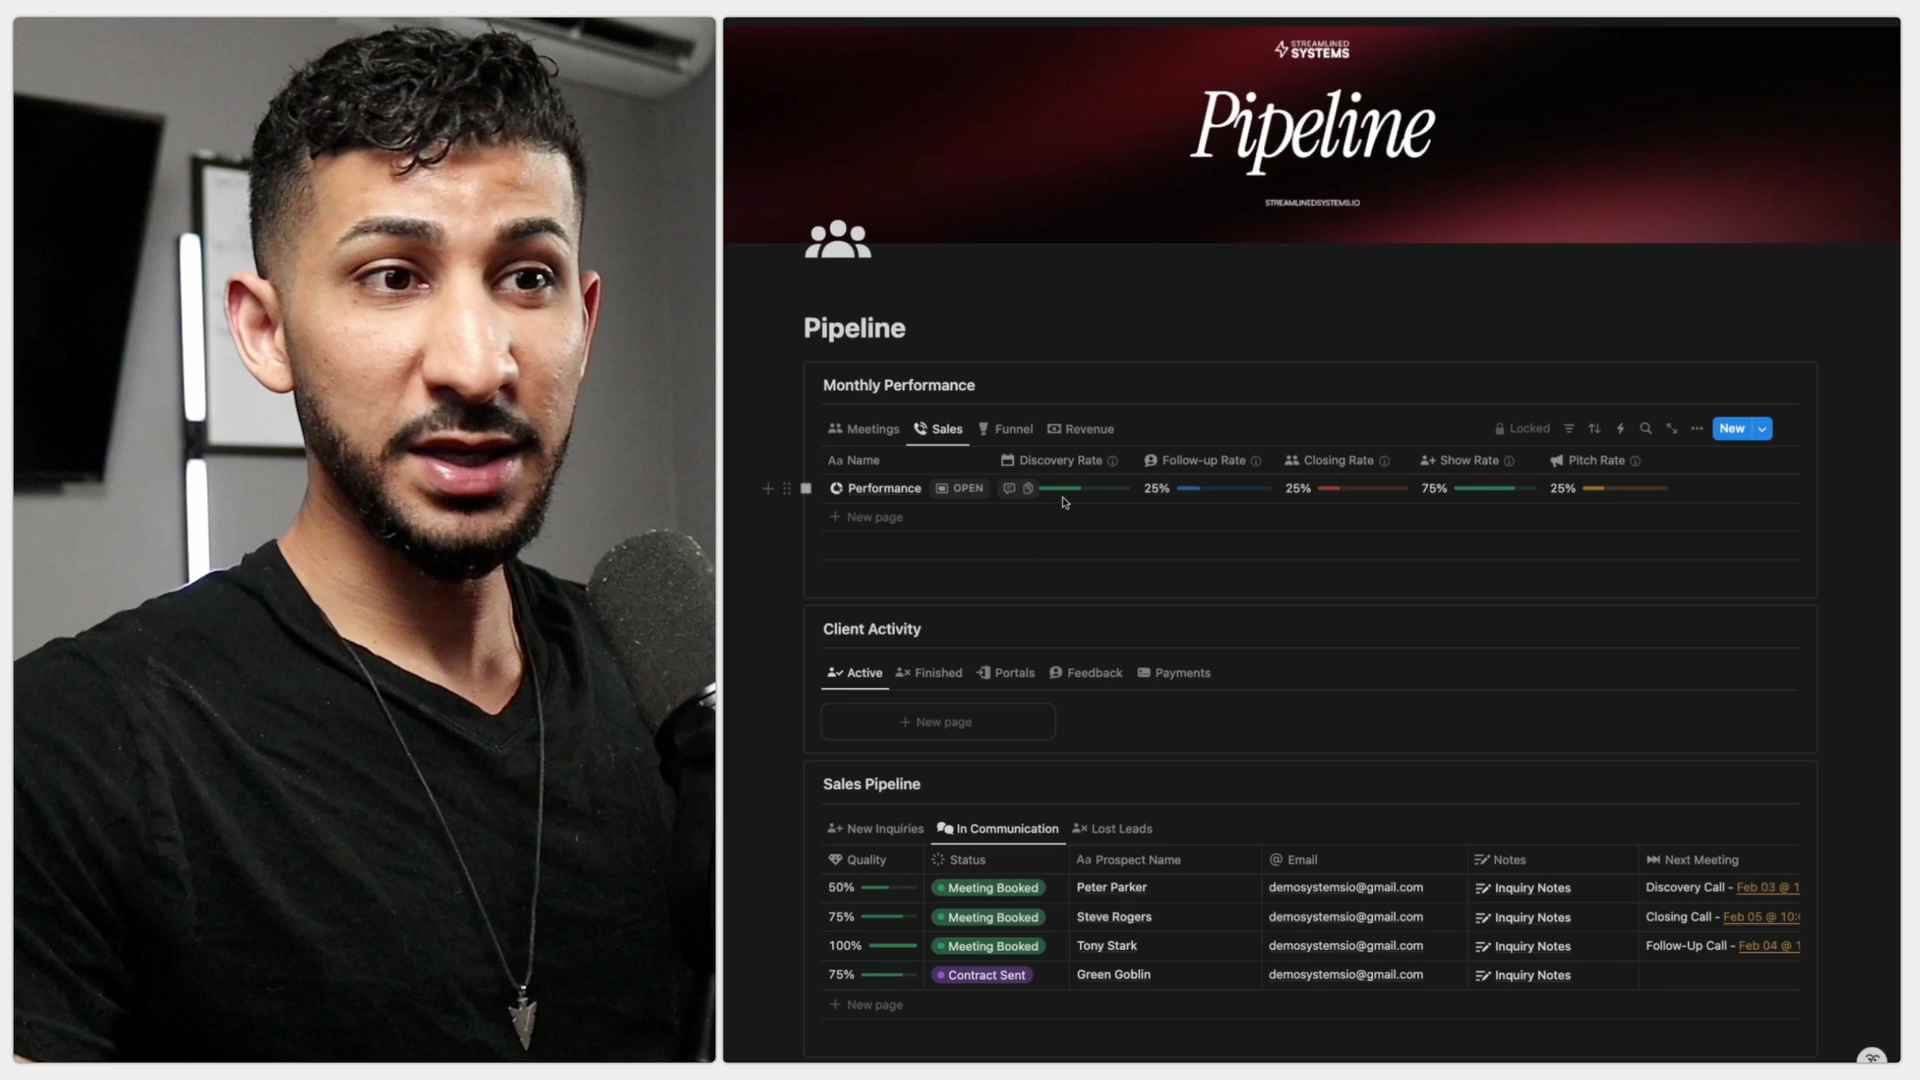 STREAMLINED
SYSTEMS
Pipeline
STREAMLINEDSYSTEMS.IO
Pipeline
Monthly Performance
Meetings Sales Funnel Revenue Locked New
Aa Name Discovery Rate Follow-up Rate Closing Rate Show Rate Pitch Rate
Performance OPEN 25% 25% 75% 25%
+ New page
Client Activity
Active Finished Portals Feedback Payments
+ New page
Sales Pipeline
New Inquiries In Communication Lost Leads
Quality Status Aa Prospect Name @ Email Notes Next Meeting
50% Meeting Booked Peter Parker demosystemsio@gmail.com Inquiry Notes Discovery Call - Feb 03 @ 1
75% Meeting Booked Steve Rogers demosystemsio@gmail.com Inquiry Notes Closing Call - Feb 05 @ 10:
100% Meeting Booked Tony Stark demosystemsio@gmail.com Inquiry Notes Follow-Up Call - Feb 04 @ 1
75% Contract Sent Green Goblin demosystemsio@gmail.com Inquiry Notes
+ New page